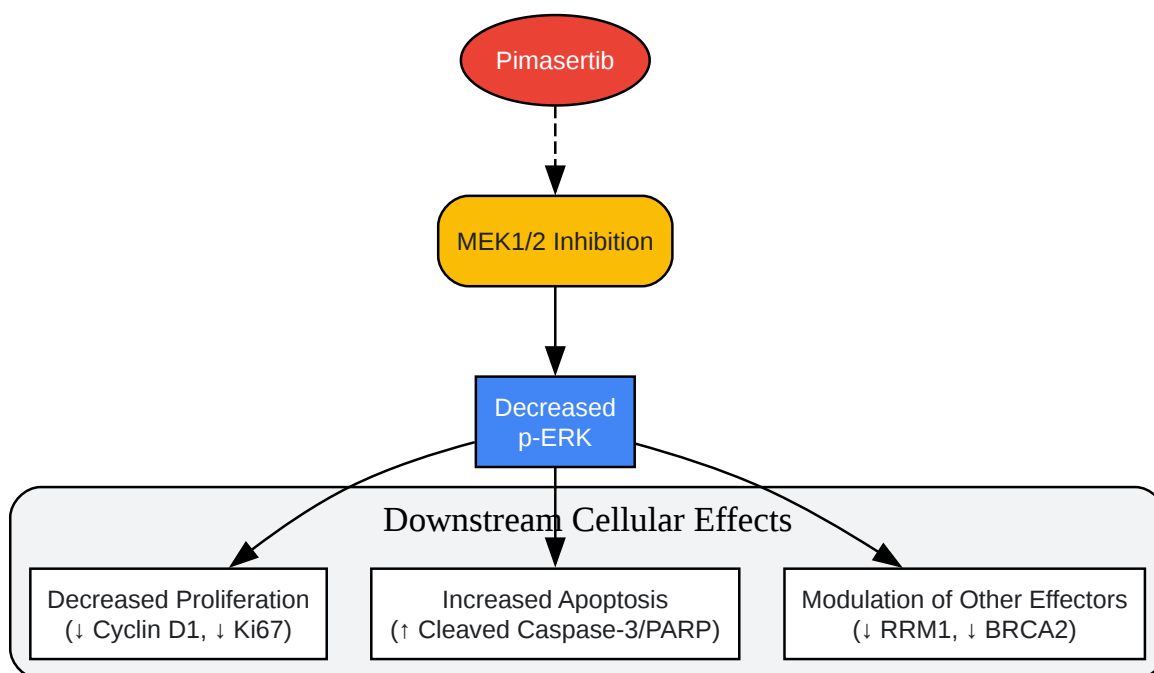 Pimasertib
MEK1/2 Inhibition
Decreased
p-ERK
Downstream Cellular Effects
Decreased Proliferation
(↓ Cyclin D1, ↓ Ki67)
Increased Apoptosis
(↑ Cleaved Caspase-3/PARP)
Modulation of Other Effectors
(↓ RRM1, ↓ BRCA2)